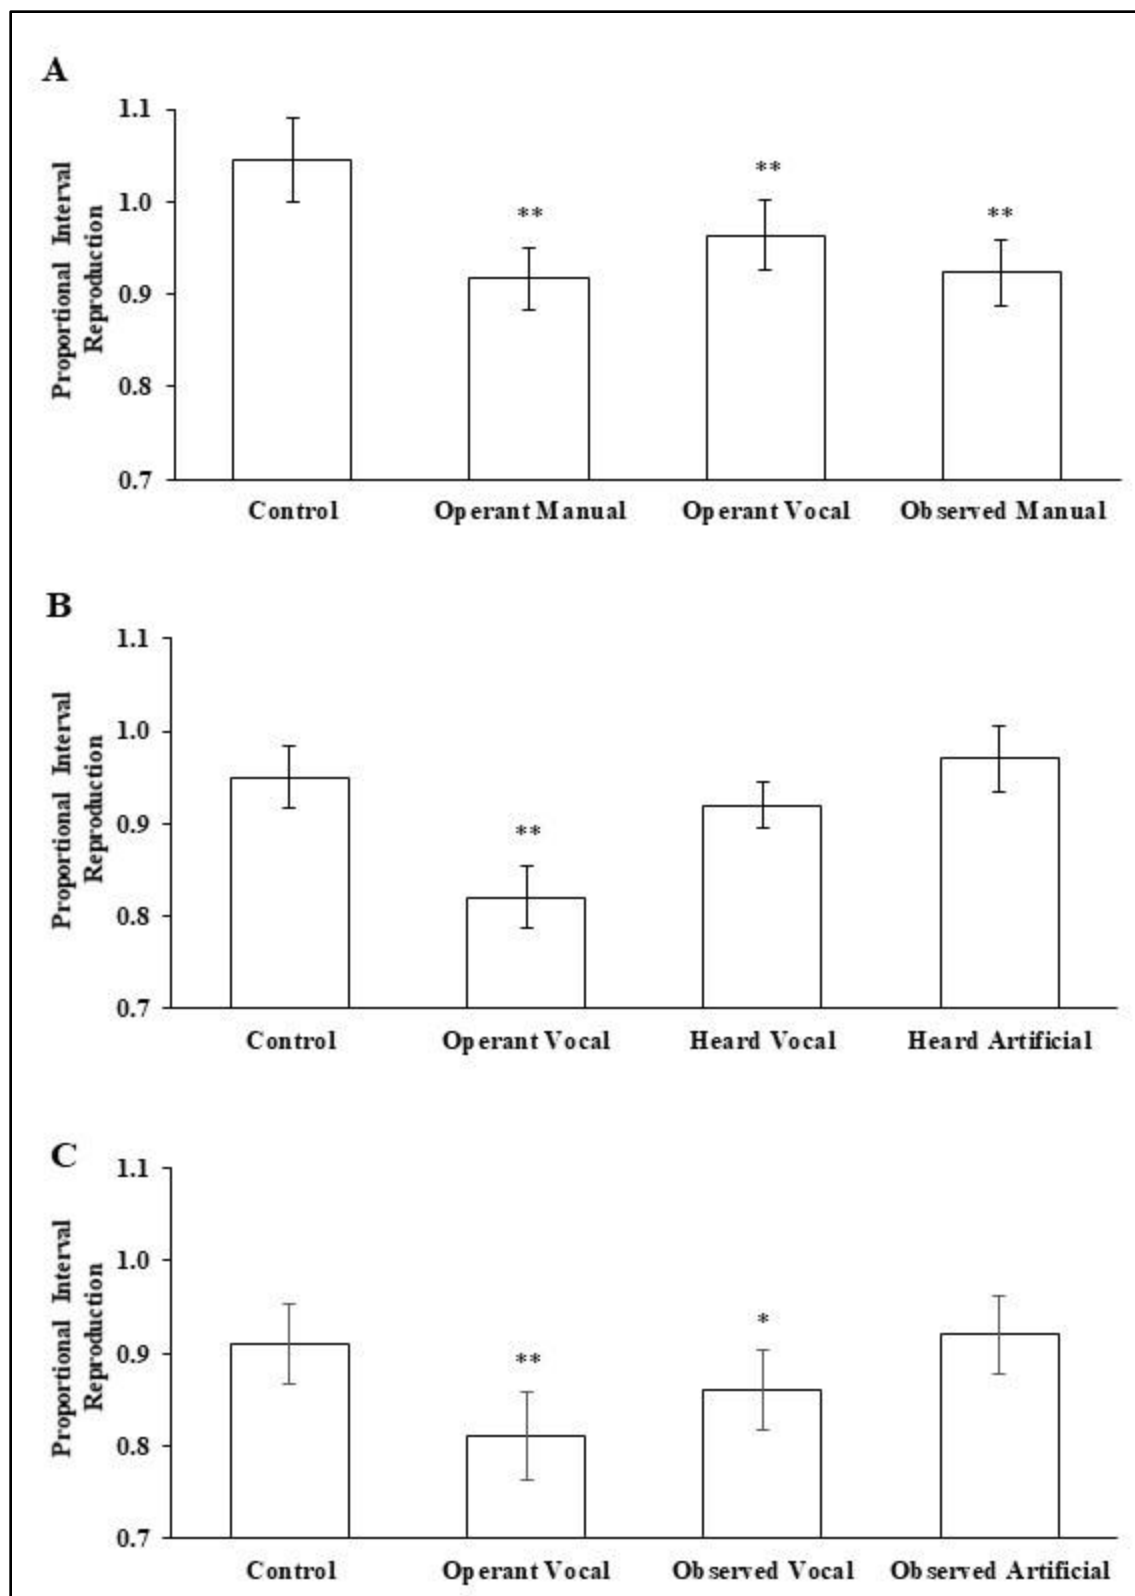 A
Proportional Interval
Reproduction
1.1
1.0
0.9
0.8
0.7
**
**
**
Control Operant Manual Operant Vocal Observed Manual
B
Proportional Interval
Reproduction
1.1
1.0
0.9
0.8
0.7
**
Control Operant Vocal Heard Vocal Heard Artificial
C
Proportional Interval
Reproduction
1.1
1.0
0.9
0.8
0.7
**
*
Control Operant Vocal Observed Vocal Observed Artificial